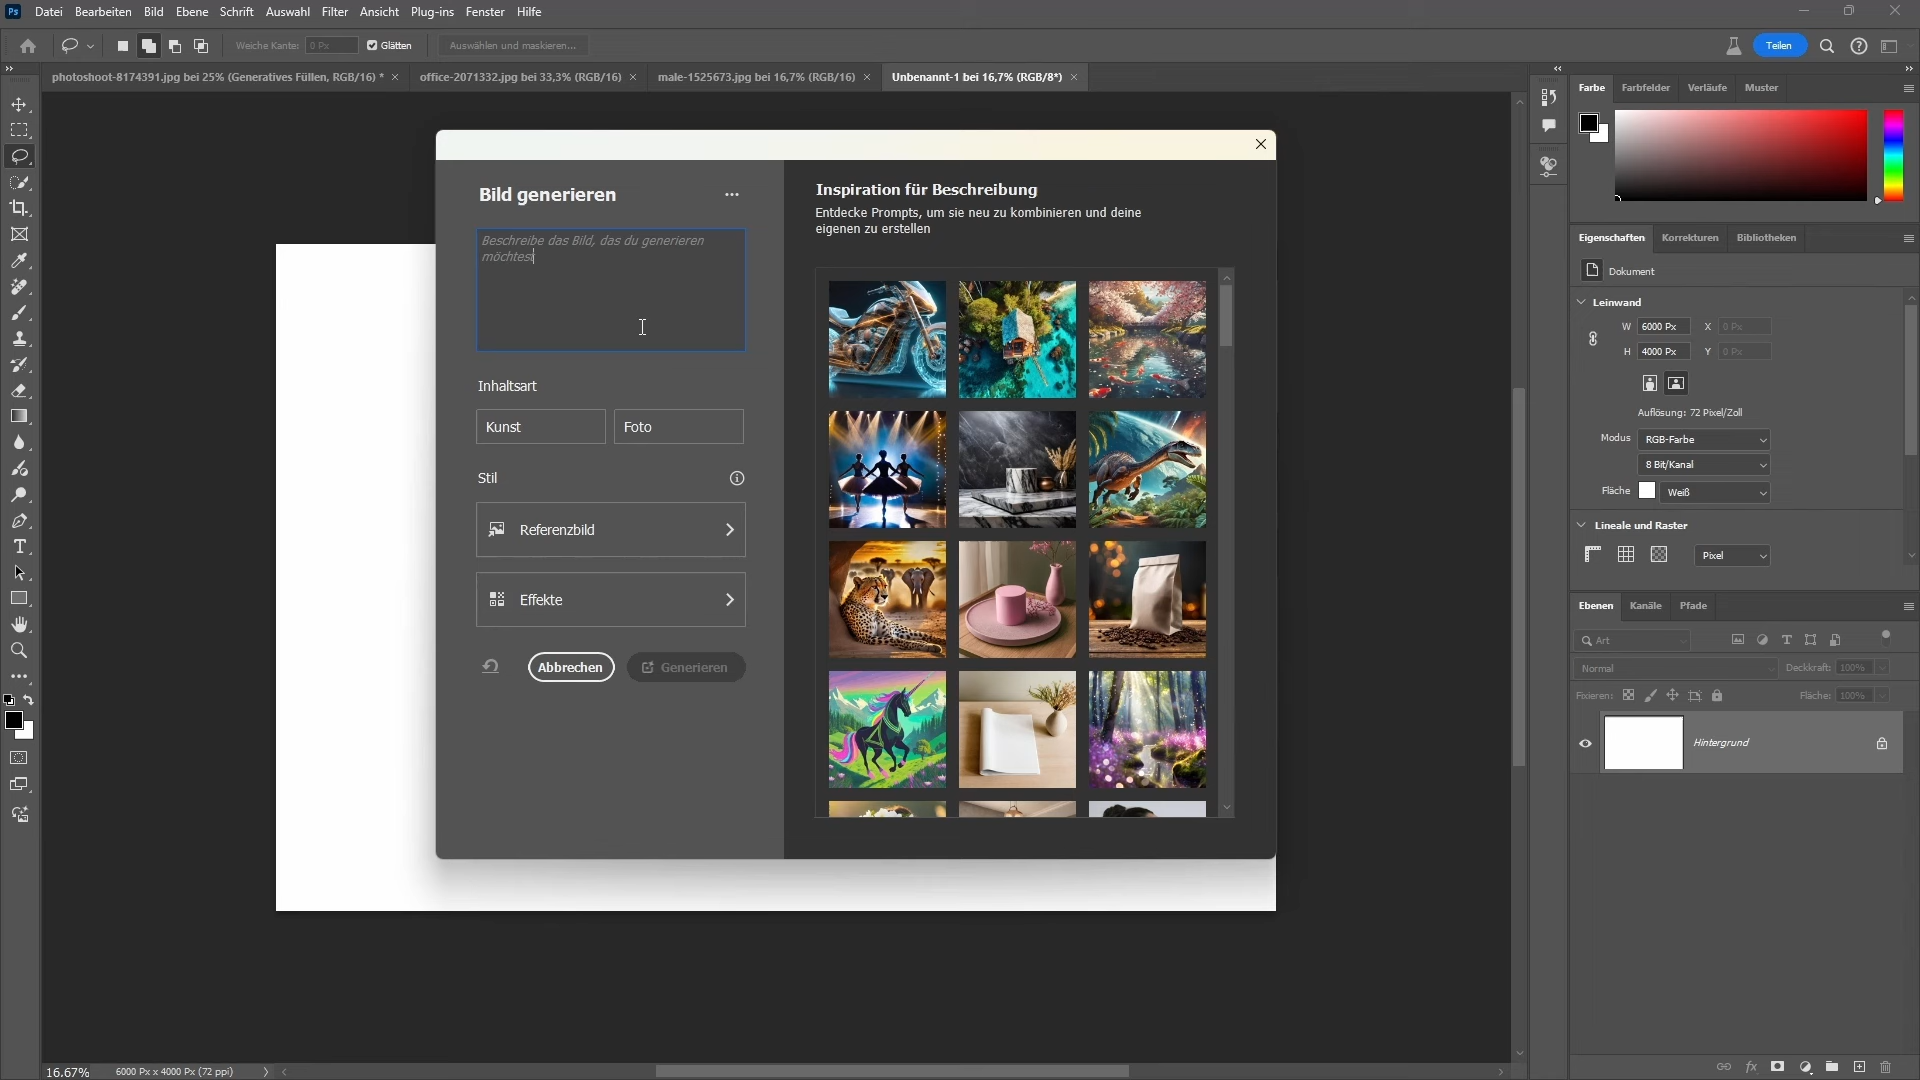 Ps Datei Bearbeiten Bild Ebene Schrift Auswahl Filter Ansicht Plug-ins Fenster Hilfe
Weiche Kante: 0 Px Glätten Auswählen und maskieren... Teilen
photoshoot-8174391.jpg bei 25% (Generatives Füllen, RGB/16) * office-2071332.jpg bei 33,3% (RGB/16) male-1525673.jpg bei 16,7% (RGB/16) Unbenannt-1 bei 16,7% (RGB/8*)
Bild generieren
Beschreibe das Bild, das du generieren
möchtest
Inhaltsart
Kunst Foto
Stil
Referenzbild
Effekte
Abbrechen Generieren
Inspiration für Beschreibung
Entdecke Prompts, um sie neu zu kombinieren und deine
eigenen zu erstellen
Farbe Farbfelder Verläufe Muster
Eigenschaften Korrekturen Bibliotheken
Dokument
Leinwand
W 6000 Px X 0 Px
H 4000 Px Y 0 Px
Auflösung: 72 Pixel/Zoll
Modus RGB-Farbe
8 Bit/Kanal
Fläche Weiß
Lineale und Raster
Pixel
Ebenen Kanäle Pfade
Art
Normal Deckkraft: 100%
Fixieren: Fläche: 100%
Hintergrund
16.67% 6000 Px x 4000 Px (72 ppi)